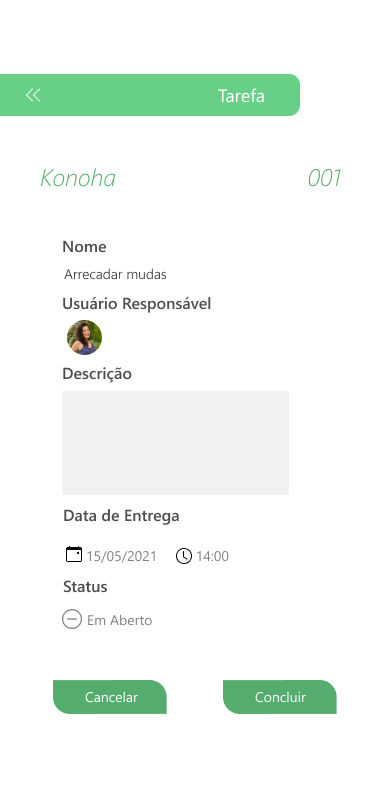 Tarefa
Konoha 001
Nome
Arrecadar mudas
Usuário Responsável
Descrição
Data de Entrega
15/05/2021 14:00
Status
Em Aberto
Cancelar Concluir